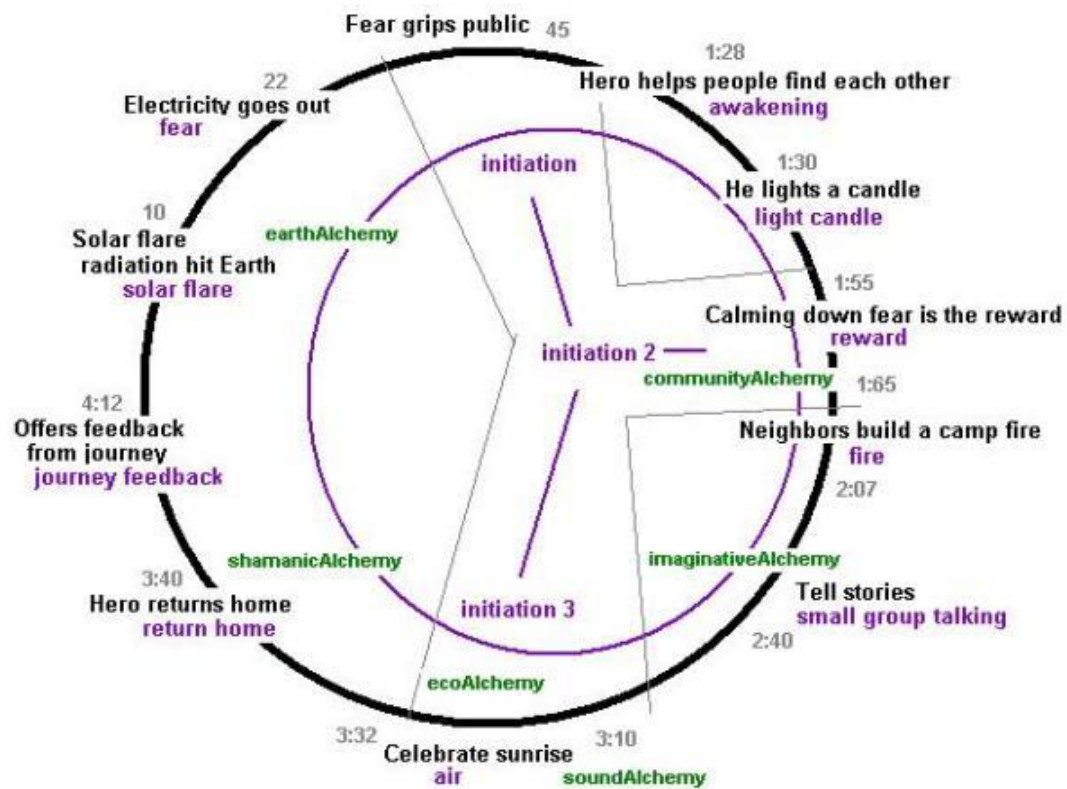 Fear grips public
45
1:28
Hero helps people find each other
awakening
22
Electricity goes out
fear
initiation
1:30
He lights a candle
light candle
10
Solar flare
radiation hit Earth
solar flare
earthAlchemy
1:55
Calming down fear is the reward
reward
initiation 2
communityAlchemy
1:65
4:12
Offers feedback
from journey
journey feedback
Neighbors build a camp fire
fire
2:07
shamanicAlchemy
imaginativeAlchemy
3:40
Hero returns home
return home
initiation 3
Tell stories
small group talking
2:40
ecoAlchemy
3:32
Celebrate sunrise
air
3:10
soundAlchemy